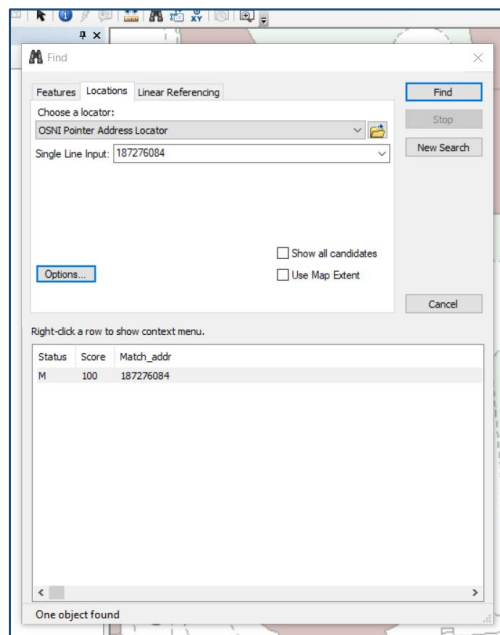 Find
Features Locations Linear Referencing
Find
Choose a locator:
Stop
OSNI Pointer Address Locator
Single Line Input: 187276084
New Search
Show all candidates
Options...
Use Map Extent
Cancel
Right-click a row to show context menu.
Status Score Match_addr
M 100 187276084
One object found